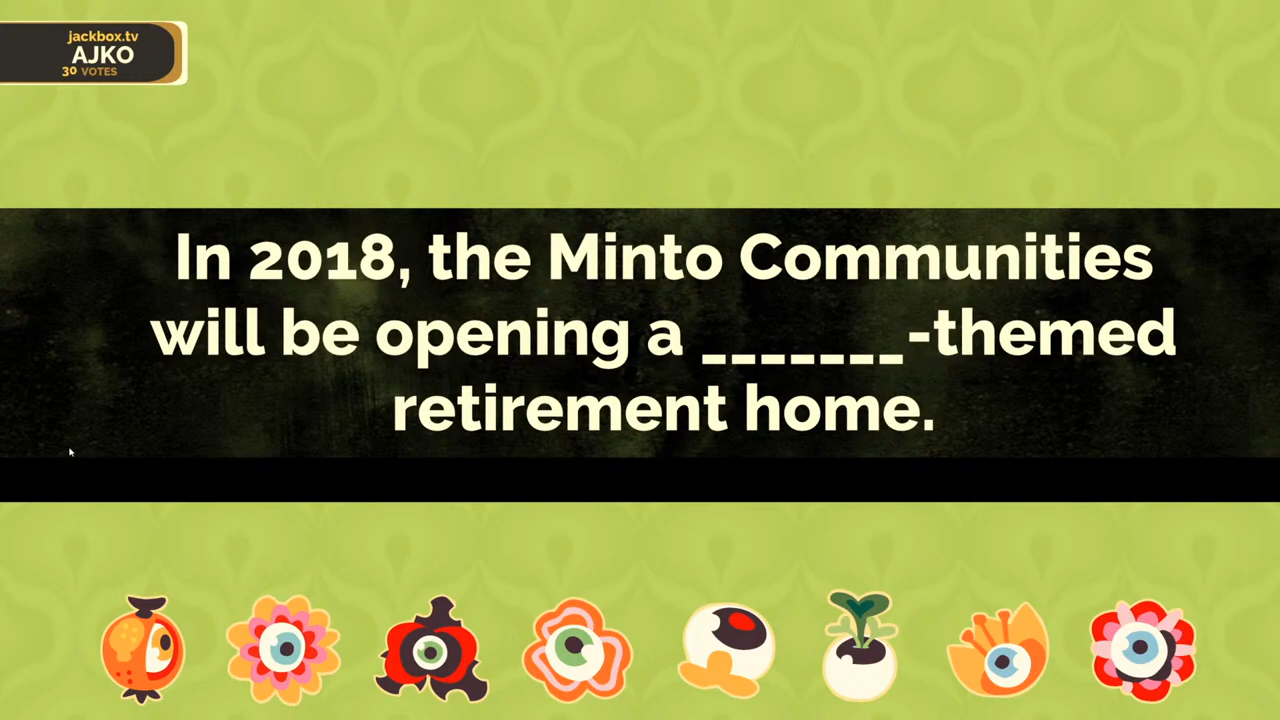 jackbox.tv
AJKO
30 VOTES
In 2018, the Minto Communities
will be opening a _______-themed
retirement home.